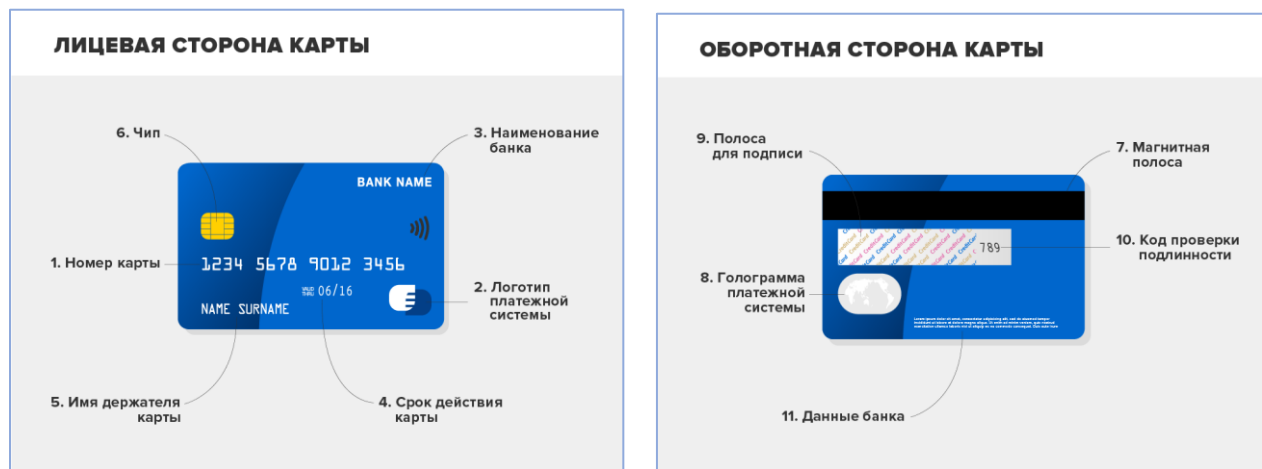 ЛИЦЕВАЯ СТОРОНА КАРТЫ
6. Чип
3. Наименование
банка
BANK NAME
1. Номер карты
1234 5678 9012 3456
06/16
NAME SURNAME
2. Логотип
платежной
системы
5. Имя держателя
карты
4. Срок действия
карты
ОБОРОТНАЯ СТОРОНА КАРТЫ
9. Полоса
для подписи
7. Магнитная
полоса
789
10. Код проверки
подлинности
8. Голограмма
платежной
системы
11. Данные банка